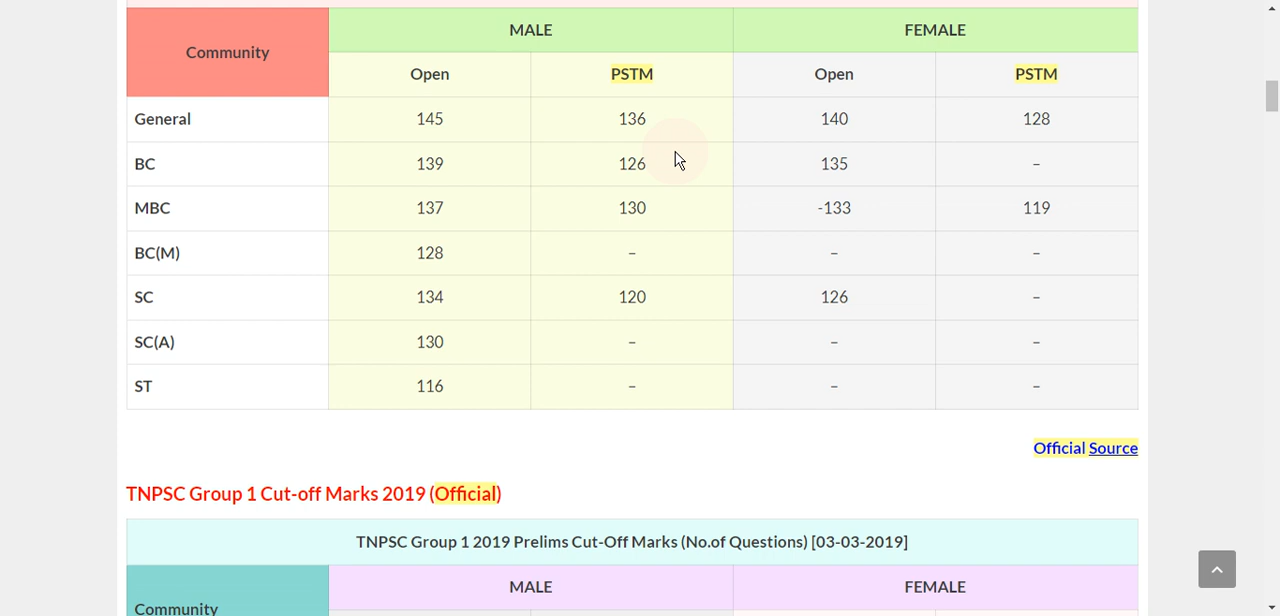 Community MALE FEMALE
Open PSTM Open PSTM
General 145 136 140 128
BC 139 126 135 –
MBC 137 130 -133 119
BC(M) 128 – – –
SC 134 120 126 –
SC(A) 130 – – –
ST 116 – – –
Official Source
TNPSC Group 1 Cut-off Marks 2019 (Official)
TNPSC Group 1 2019 Prelims Cut-Off Marks (No.of Questions) [03-03-2019]
Community MALE FEMALE